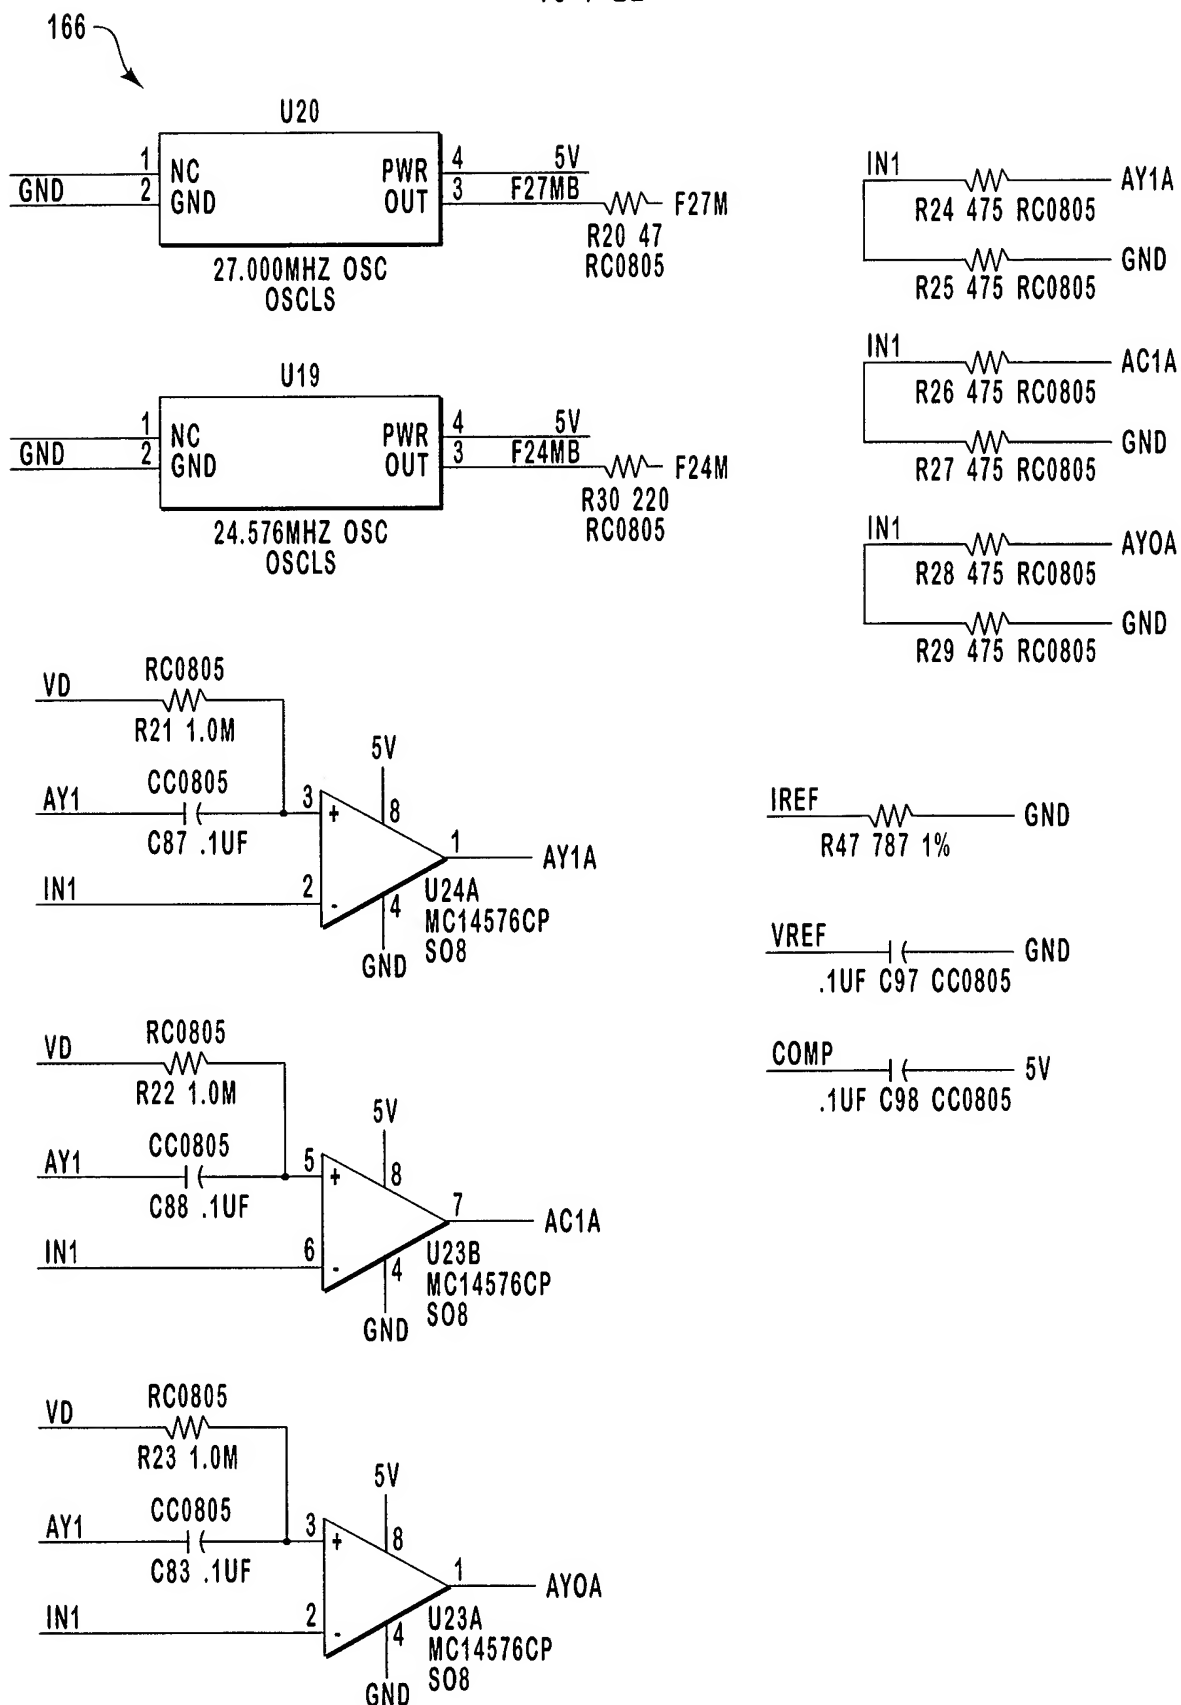 166
U20
1 NC PWR 4 5V
GND 2 GND OUT 3 F27MB F27M
R20 47
RC0805
27.000MHZ OSC
OSCLS
U19
1 NC PWR 4 5V
GND 2 GND OUT 3 F24MB F24M
R30 220
RC0805
24.576MHZ OSC
OSCLS
IN1 AY1A
R24 475 RC0805
GND
R25 475 RC0805
IN1 AC1A
R26 475 RC0805
GND
R27 475 RC0805
IN1 AY0A
R28 475 RC0805
GND
R29 475 RC0805
RC0805
VD
R21 1.0M
5V
CC0805
AY1 3 + 8
C87 .1UF
1 AY1A
IN1 2 - 4
U24A
MC14576CP
SO8
GND
RC0805
VD
R22 1.0M
5V
CC0805
AY1 5 + 8
C88 .1UF
7 AC1A
IN1 6 - 4
U23B
MC14576CP
SO8
GND
RC0805
VD
R23 1.0M
5V
CC0805
AY1 3 + 8
C83 .1UF
1 AY0A
IN1 2 - 4
U23A
MC14576CP
SO8
GND
IREF GND
R47 787 1%
VREF GND
.1UF C97 CC0805
COMP 5V
.1UF C98 CC0805